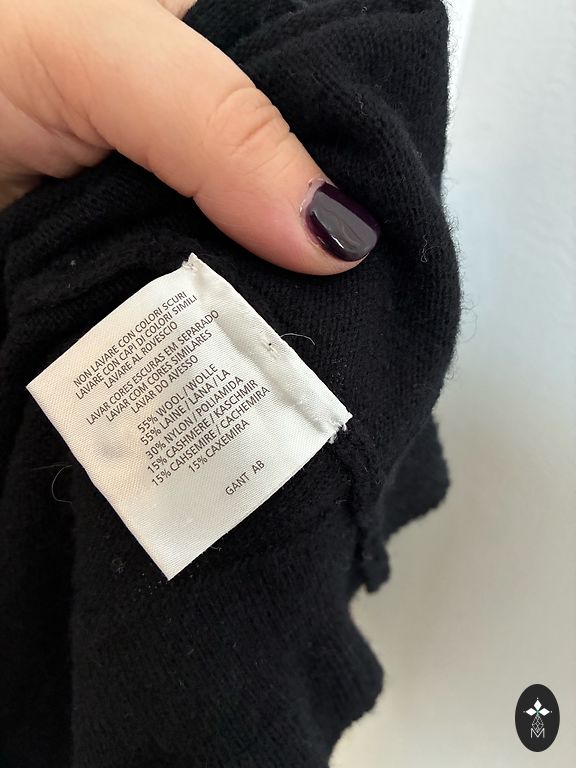 NON LAVARE CON COLORI SCURI
LAVARE CON CAPI DI COLORI SIMILI
LAVARE AL ROVESCIO
LAVAR CORES ESCURAS EM SEPARADO
LAVAR COM CORES SIMILARES
LAVAR DO AVESSO
55% WOOL / WOLLE
55% LAINE / LANA / LA
30% NYLON / POLIAMIDA
15% CASHMERE / KASCHMIR
15% CAHSEMIRE / CACHEMIRA
15% CAXEMIRA
GANT AB
M